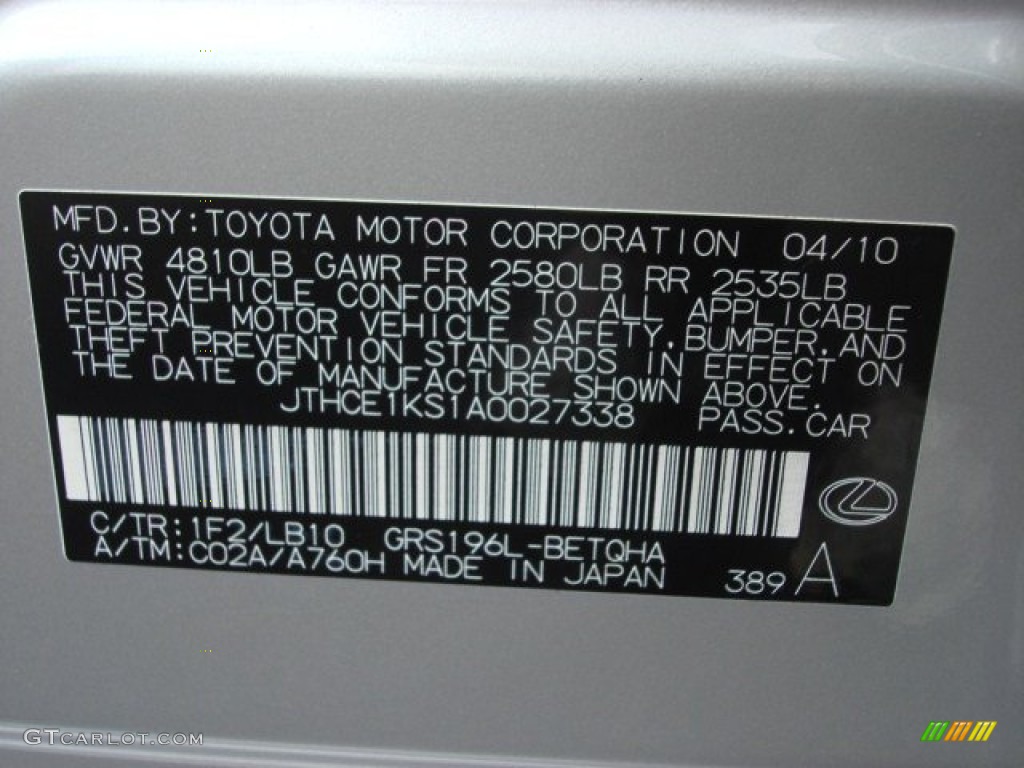 MFD.BY:TOYOTA MOTOR CORPORATION 04/10
GVWR 4810LB GAWR FR 2580LB RR 2535LB
THIS VEHICLE CONFORMS TO ALL APPLICABLE
FEDERAL MOTOR VEHICLE SAFETY,BUMPER,AND
THEFT PREVENTION STANDARDS IN EFFECT ON
THE DATE OF MANUFACTURE SHOWN ABOVE.
JTHCE1KS1A0027338 PASS.CAR
C/TR:1F2/LB10 GRS196L-BETQHA
A/TM:C02A/A760H MADE IN JAPAN 389 A
GTCARLOT.COM